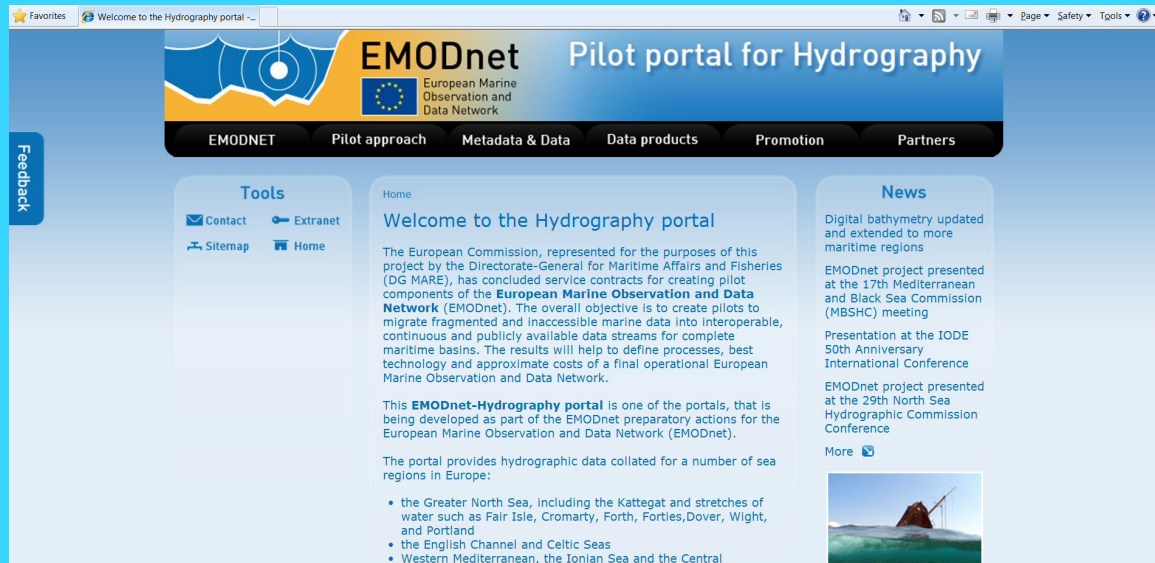 Favorites
Welcome to the Hydrography portal -...
Page
Safety
Tools
EMODnet
European Marine
Observation and
Data Network
Pilot portal for Hydrography
EMODNET
Pilot approach
Metadata & Data
Data products
Promotion
Partners
Feedback
Tools
Contact
Extranet
Sitemap
Home
Home
Welcome to the Hydrography portal
The European Commission, represented for the purposes of this
project by the Directorate-General for Maritime Affairs and Fisheries
(DG MARE), has concluded service contracts for creating pilot
components of the European Marine Observation and Data
Network (EMODnet). The overall objective is to create pilots to
migrate fragmented and inaccessible marine data into interoperable,
continuous and publicly available data streams for complete
maritime basins. The results will help to define processes, best
technology and approximate costs of a final operational European
Marine Observation and Data Network.
This EMODnet-Hydrography portal is one of the portals, that is
being developed as part of the EMODnet preparatory actions for the
European Marine Observation and Data Network (EMODnet).
The portal provides hydrographic data collated for a number of sea
regions in Europe:
• the Greater North Sea, including the Kattegat and stretches of
water such as Fair Isle, Cromarty, Forth, Forties,Dover, Wight,
and Portland
• the English Channel and Celtic Seas
• Western Mediterranean, the Ionian Sea and the Central
News
Digital bathymetry updated
and extended to more
maritime regions
EMODnet project presented
at the 17th Mediterranean
and Black Sea Commission
(MBSHC) meeting
Presentation at the IODE
50th Anniversary
International Conference
EMODnet project presented
at the 29th North Sea
Hydrographic Commission
Conference
More